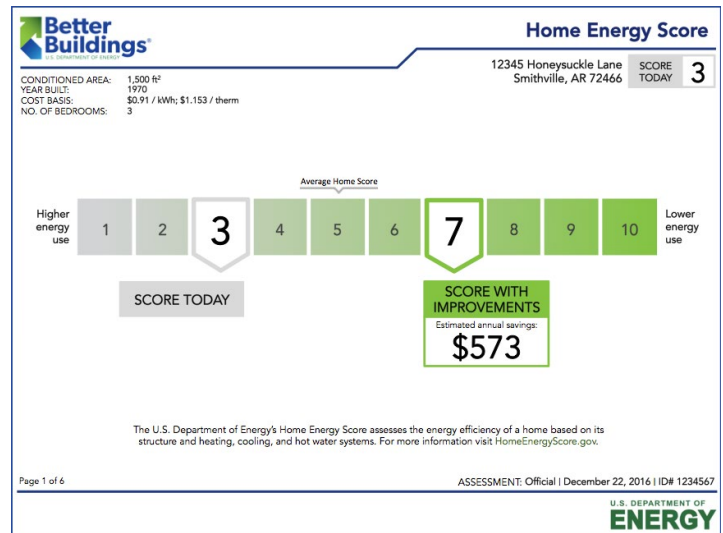 Better
Buildings®
U.S. DEPARTMENT OF ENERGY
Home Energy Score
12345 Honeysuckle Lane
Smithville, AR 72466
SCORE
TODAY
3
CONDITIONED AREA: 1,500 ft²
YEAR BUILT: 1970
COST BASIS: $0.91 / kWh; $1.153 / therm
NO. OF BEDROOMS: 3
Average Home Score
Higher
energy
use
1 2 3 4 5 6 7 8 9 10
Lower
energy
use
SCORE TODAY
SCORE WITH
IMPROVEMENTS
Estimated annual savings:
$573
The U.S. Department of Energy's Home Energy Score assesses the energy efficiency of a home based on its
structure and heating, cooling, and hot water systems. For more information visit HomeEnergyScore.gov.
Page 1 of 6
ASSESSMENT: Official | December 22, 2016 | ID# 1234567
U.S. DEPARTMENT OF
ENERGY